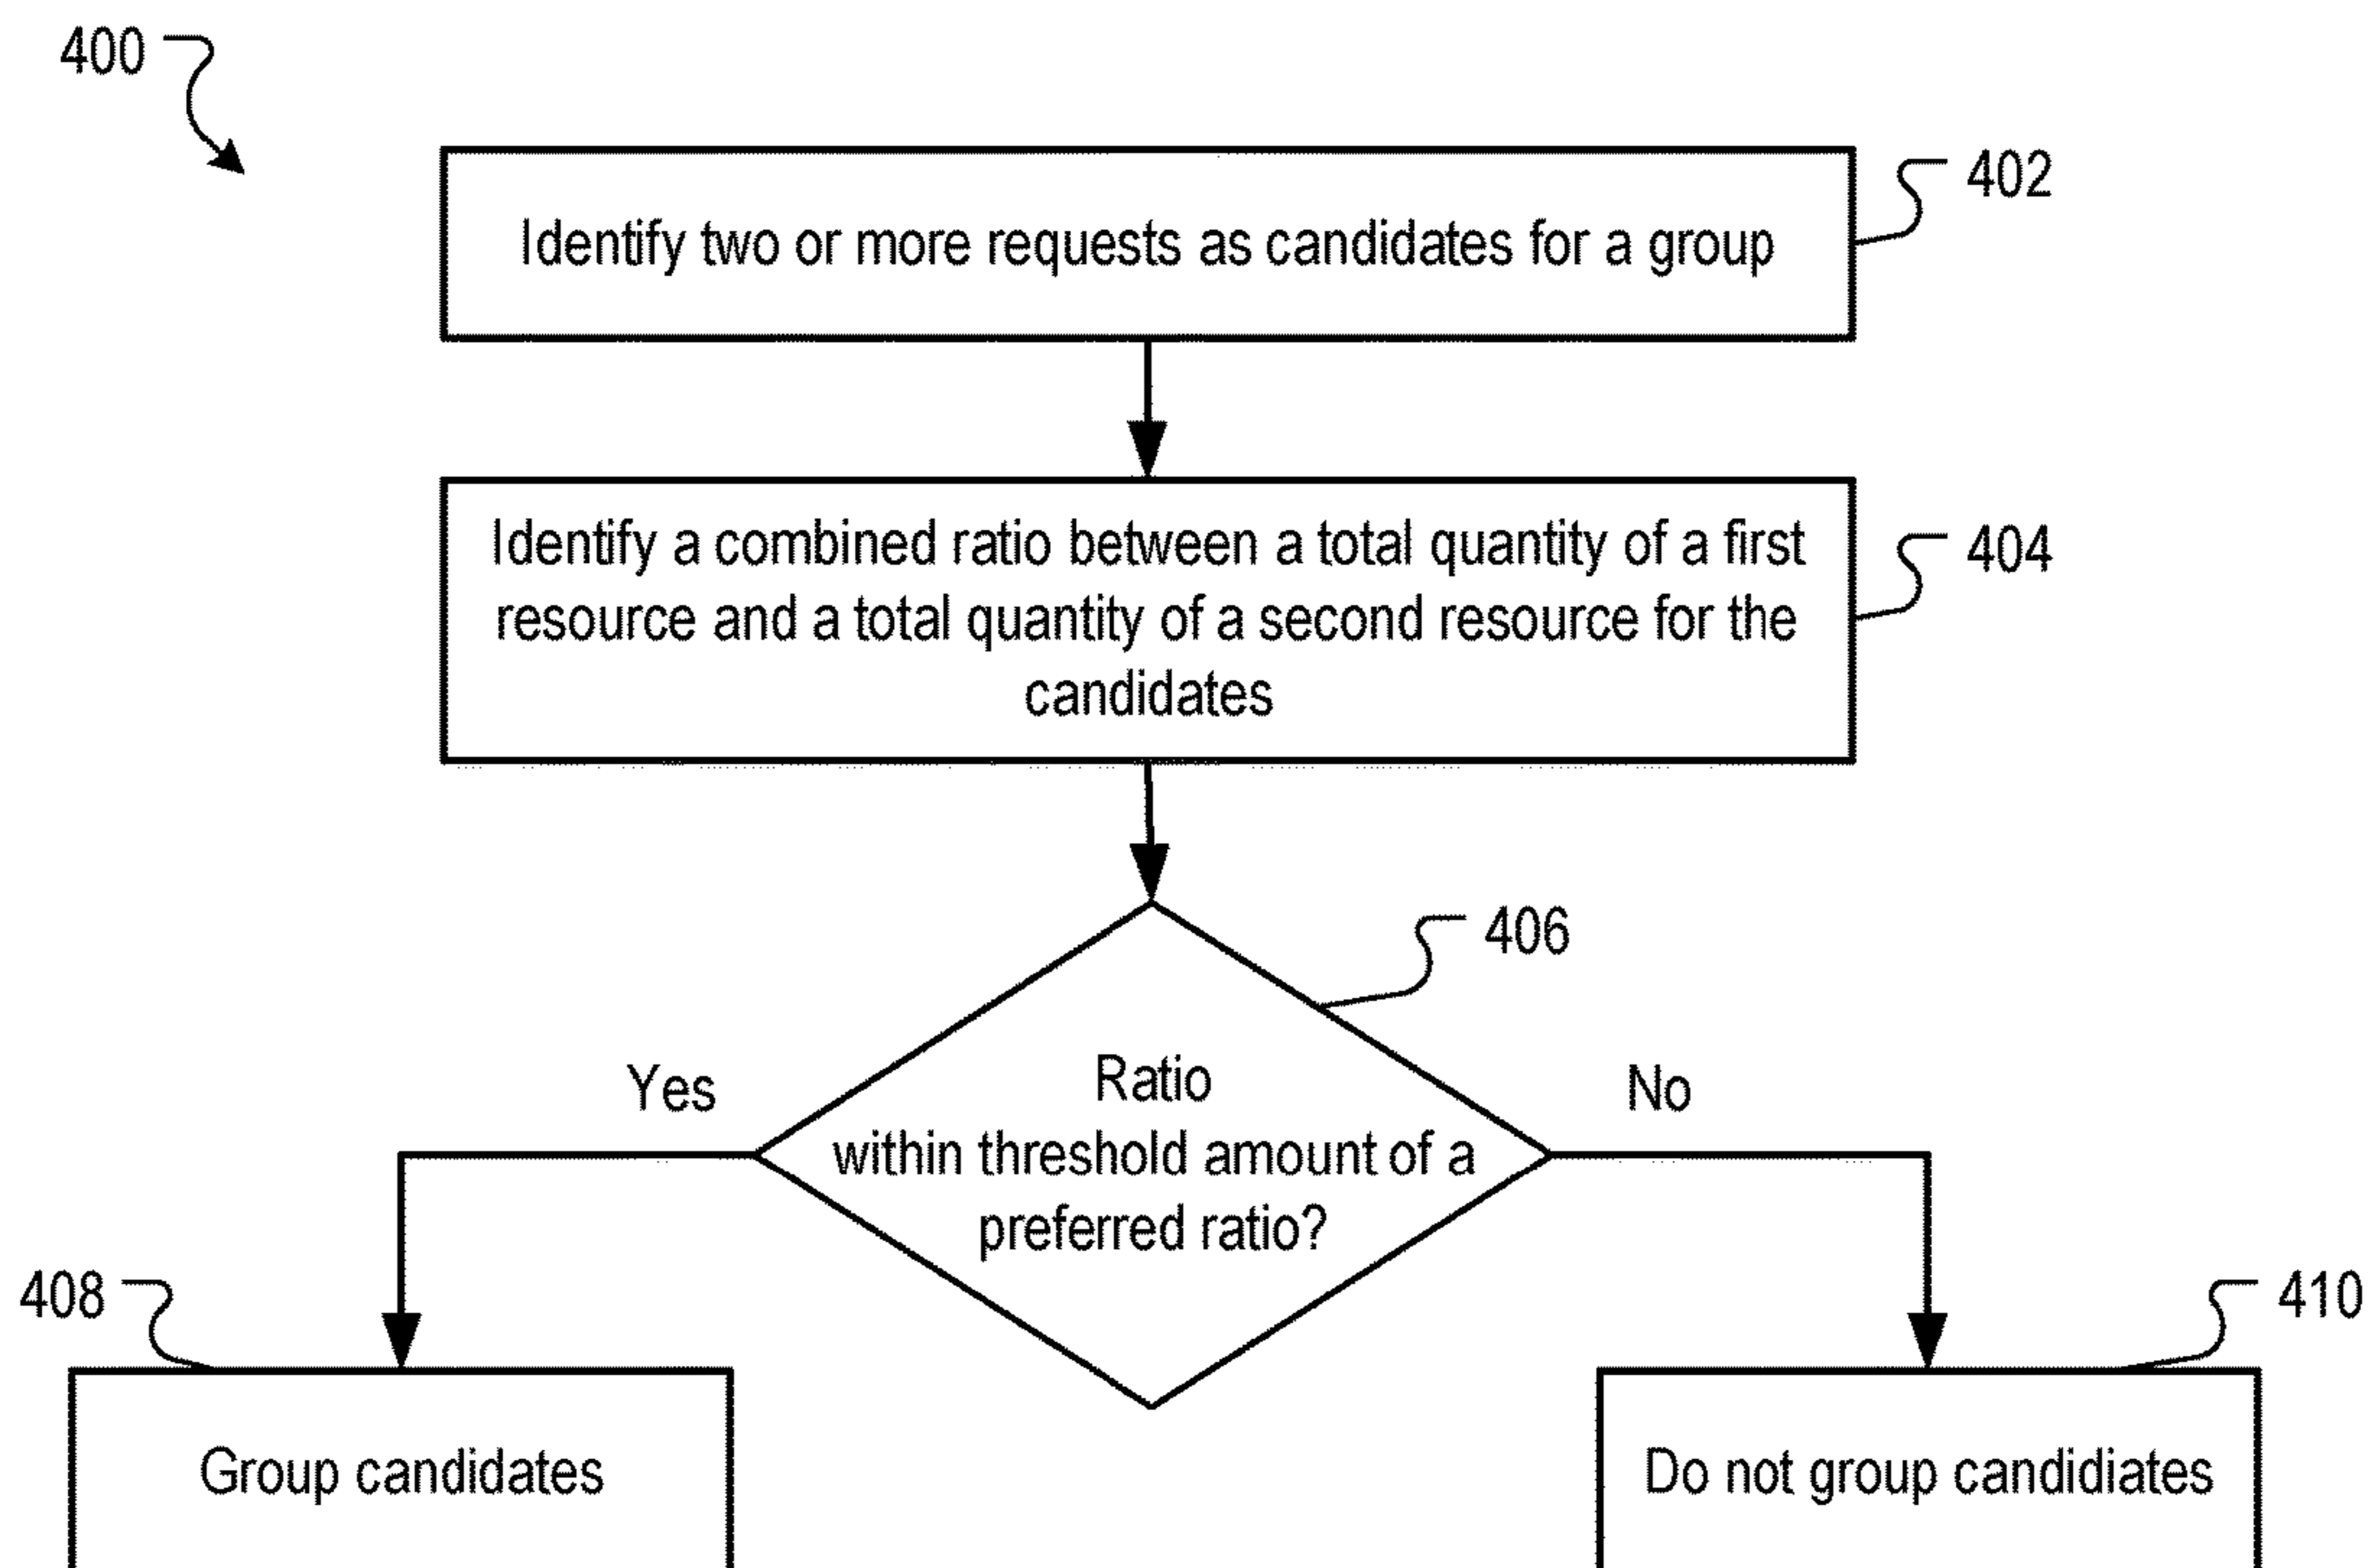 400
402
Identify two or more requests as candidates for a group
404
Identify a combined ratio between a total quantity of a first
resource and a total quantity of a second resource for the
candidates
406
Yes
No
Ratio
within threshold amount of a
preferred ratio?
408
410
Group candidates
Do not group candidiates